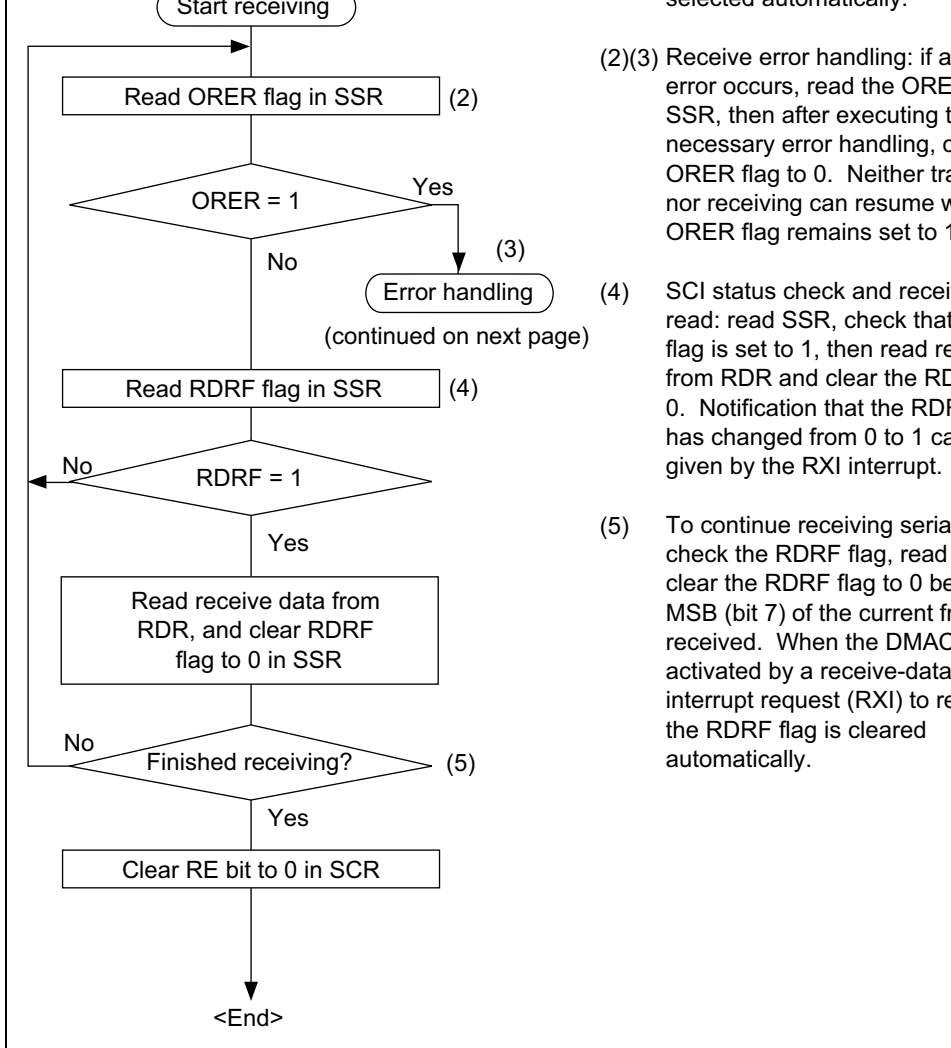 Start receiving
Read ORER flag in SSR (2)
ORER = 1
Yes
No
(3)
Error handling
(continued on next page)
Read RDRF flag in SSR (4)
No
RDRF = 1
Yes
Read receive data from
RDR, and clear RDRF
flag to 0 in SSR
No
Finished receiving? (5)
Yes
Clear RE bit to 0 in SCR
<End>
selected automatically.
(2)(3) Receive error handling: if a
error occurs, read the ORE
SSR, then after executing t
necessary error handling, c
ORER flag to 0. Neither tra
nor receiving can resume w
ORER flag remains set to 1
(4) SCI status check and recei
read: read SSR, check that
flag is set to 1, then read re
from RDR and clear the RD
0. Notification that the RDR
has changed from 0 to 1 ca
given by the RXI interrupt.
(5) To continue receiving seria
check the RDRF flag, read
clear the RDRF flag to 0 be
MSB (bit 7) of the current fr
received. When the DMAC
activated by a receive-data
interrupt request (RXI) to re
the RDRF flag is cleared
automatically.